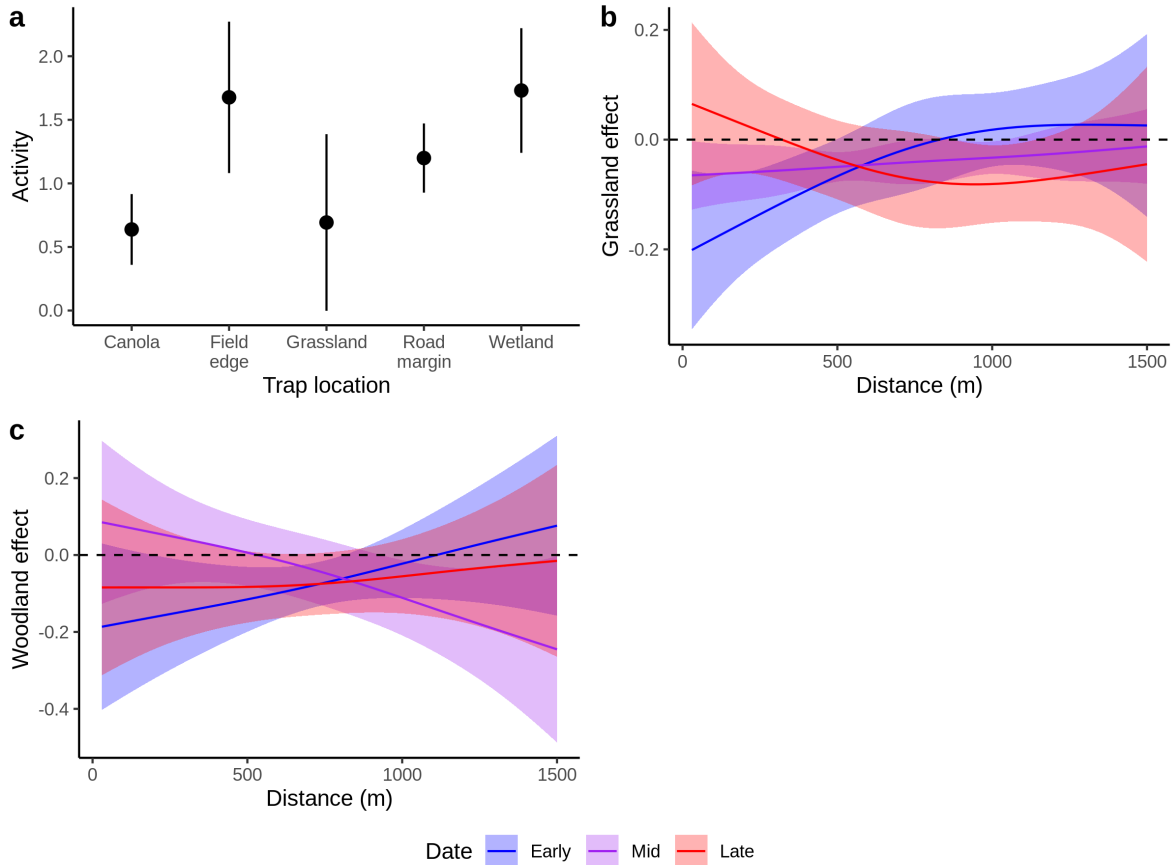 a
Activity
2.0
1.5
1.0
0.5
0.0
Canola
Field
edge
Grassland
Road
margin
Wetland
Trap location
b
Grassland effect
0.2
0.0
-0.2
0
500
1000
1500
Distance (m)
c
Woodland effect
0.2
0.0
-0.2
-0.4
0
500
1000
1500
Distance (m)
Date Early Mid Late